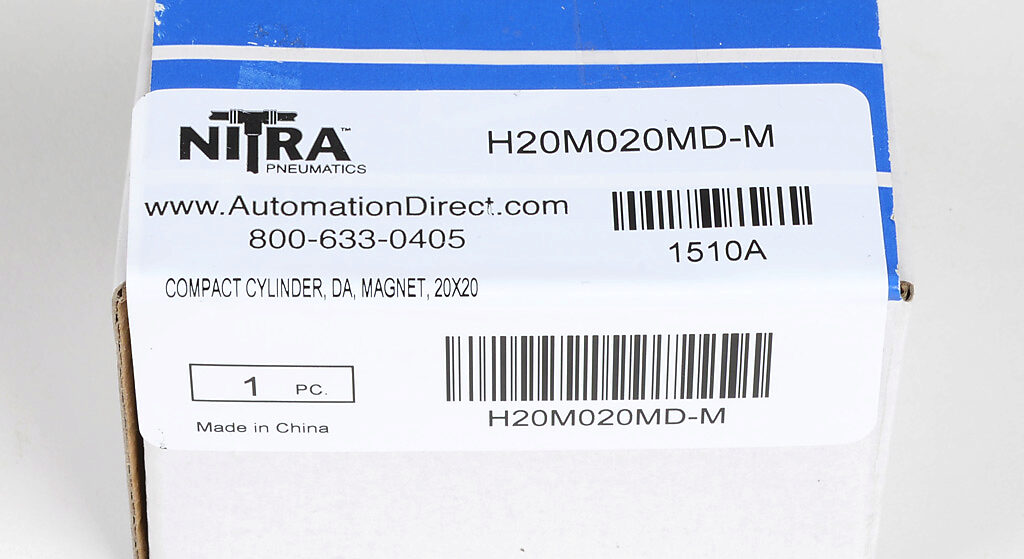 NITRA™
PNEUMATICS
H20M020MD-M
www.AutomationDirect.com
800-633-0405
1510A
COMPACT CYLINDER, DA, MAGNET, 20X20
1 PC.
H20M020MD-M
Made in China